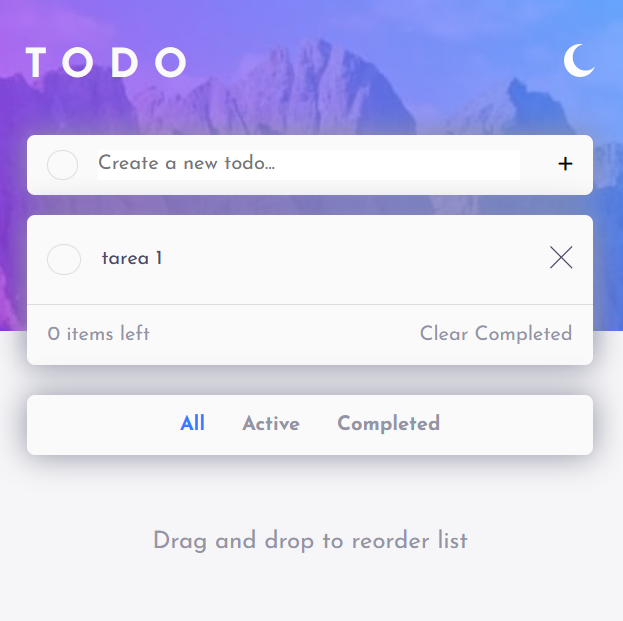 TODO
Create a new todo...
+
tarea 1
0 items left Clear Completed
All Active Completed
Drag and drop to reorder list